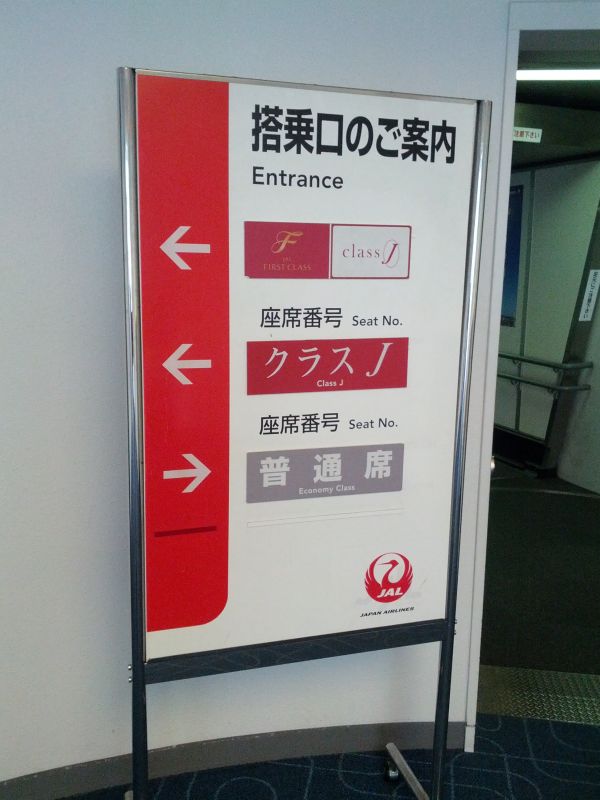 搭乗口のご案内
Entrance
F
JAL
FIRST CLASS
class J
座席番号 Seat No.
クラス J
Class J
座席番号 Seat No.
普通席
Economy Class
JAL
JAPAN AIRLINES